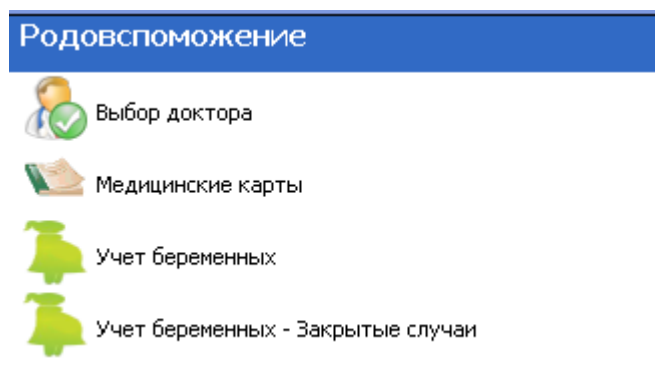 Родовспоможение
Выбор доктора
Медицинские карты
Учет беременных
Учет беременных - Закрытые случаи